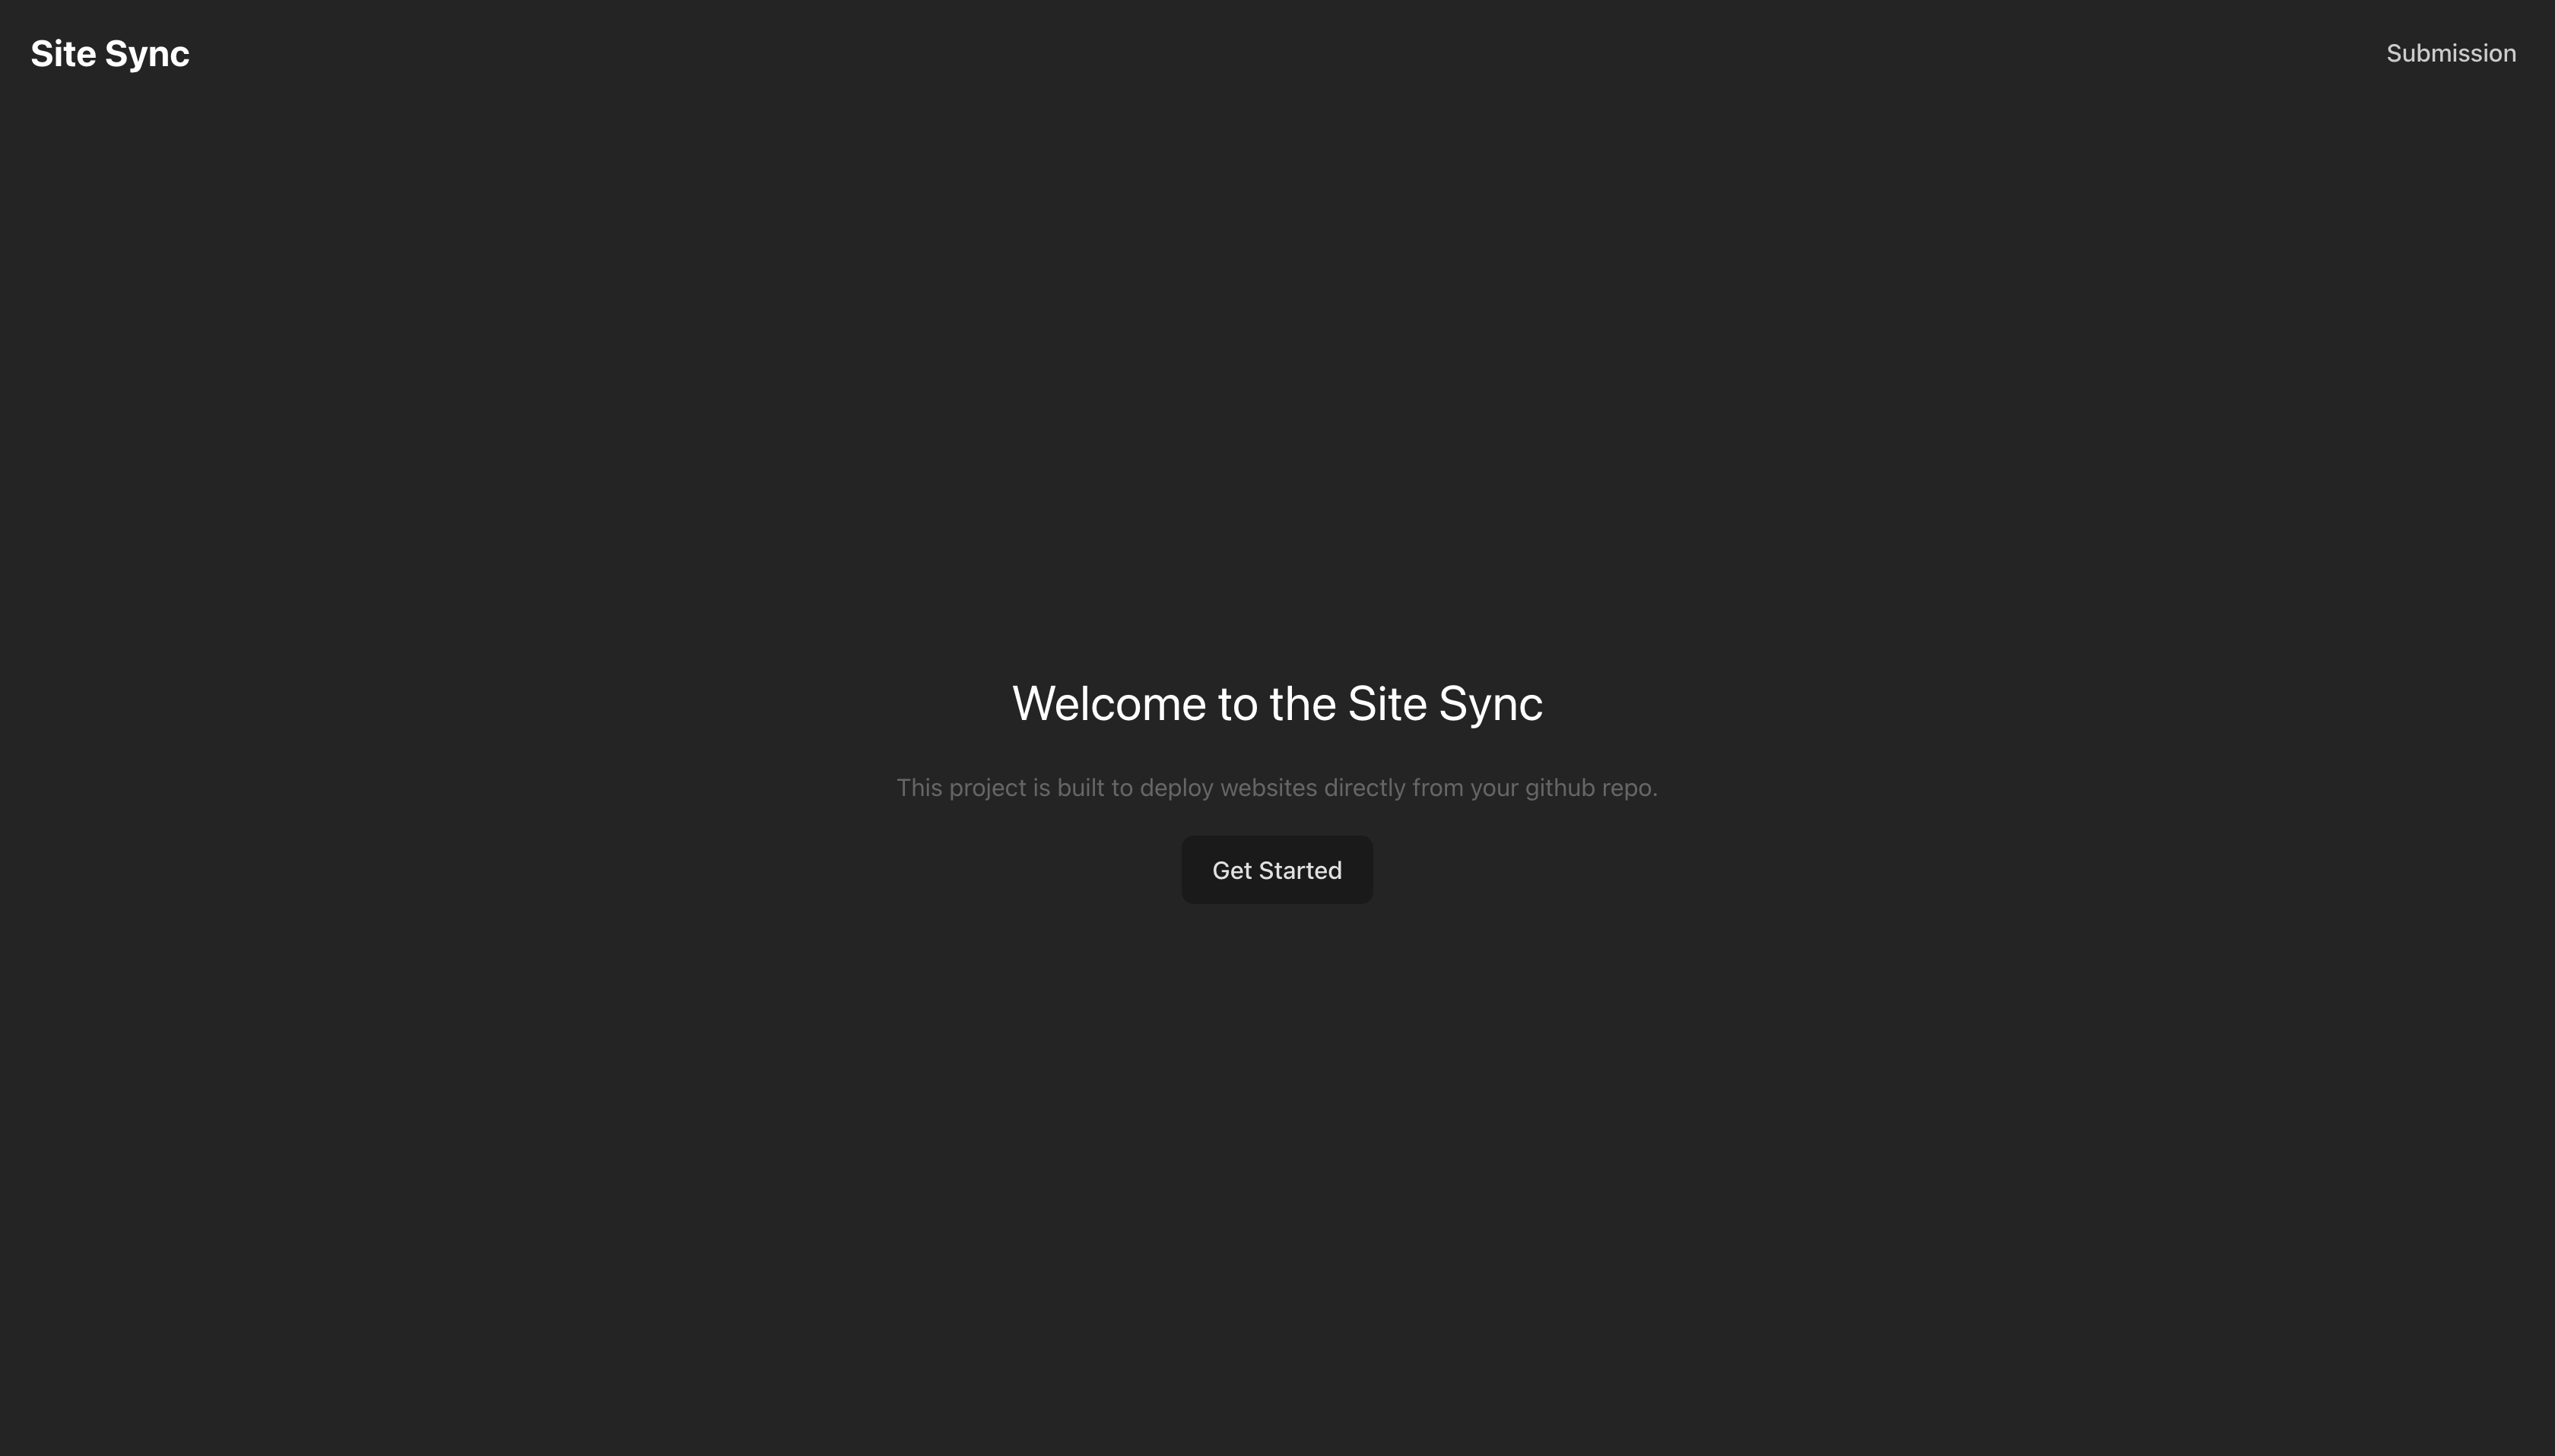 Site Sync
Submission
Welcome to the Site Sync
This project is built to deploy websites directly from your github repo.
Get Started